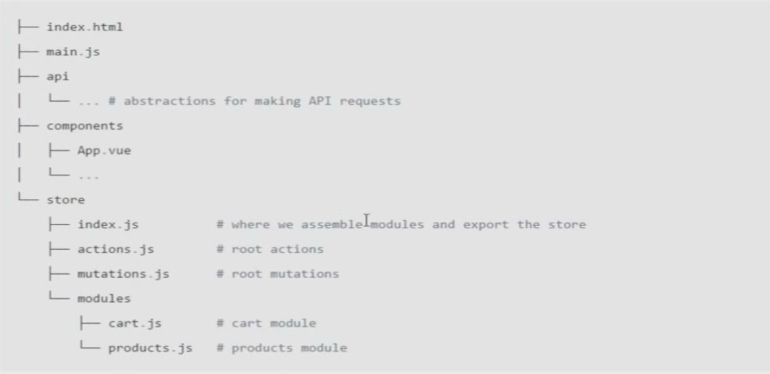 ├── index.html
├── main.js
├── api
│   └── ... # abstractions for making API requests
├── components
│   ├── App.vue
│   └── ...
└── store
    ├── index.js          # where we assemble modules and export the store
    ├── actions.js        # root actions
    ├── mutations.js      # root mutations
    └── modules
        ├── cart.js       # cart module
        └── products.js   # products module